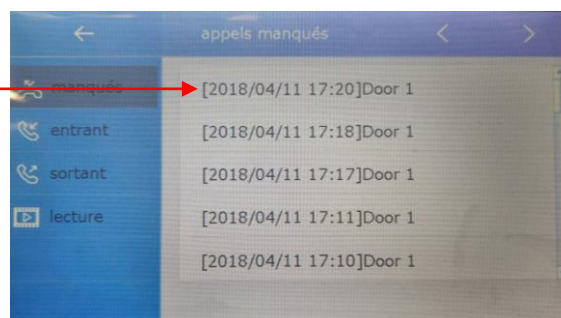 appels manqués
manqués
entrant
sortant
lecture
[2018/04/11 17:20]Door 1
[2018/04/11 17:18]Door 1
[2018/04/11 17:17]Door 1
[2018/04/11 17:11]Door 1
[2018/04/11 17:10]Door 1